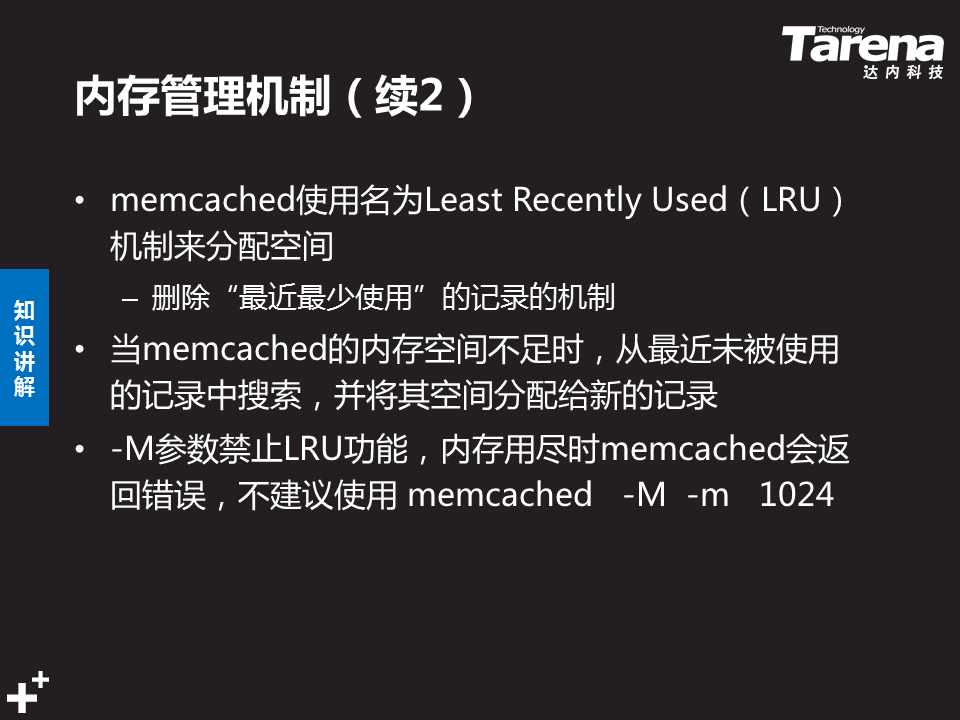 Technology
Tarena
达内科技
内存管理机制（续2）
• memcached使用名为Least Recently Used（LRU）
机制来分配空间
– 删除“最近最少使用”的记录的机制
• 当memcached的内存空间不足时，从最近未被使用
的记录中搜索，并将其空间分配给新的记录
• -M参数禁止LRU功能，内存用尽时memcached会返
回错误，不建议使用 memcached -M -m 1024
知
识
讲
解